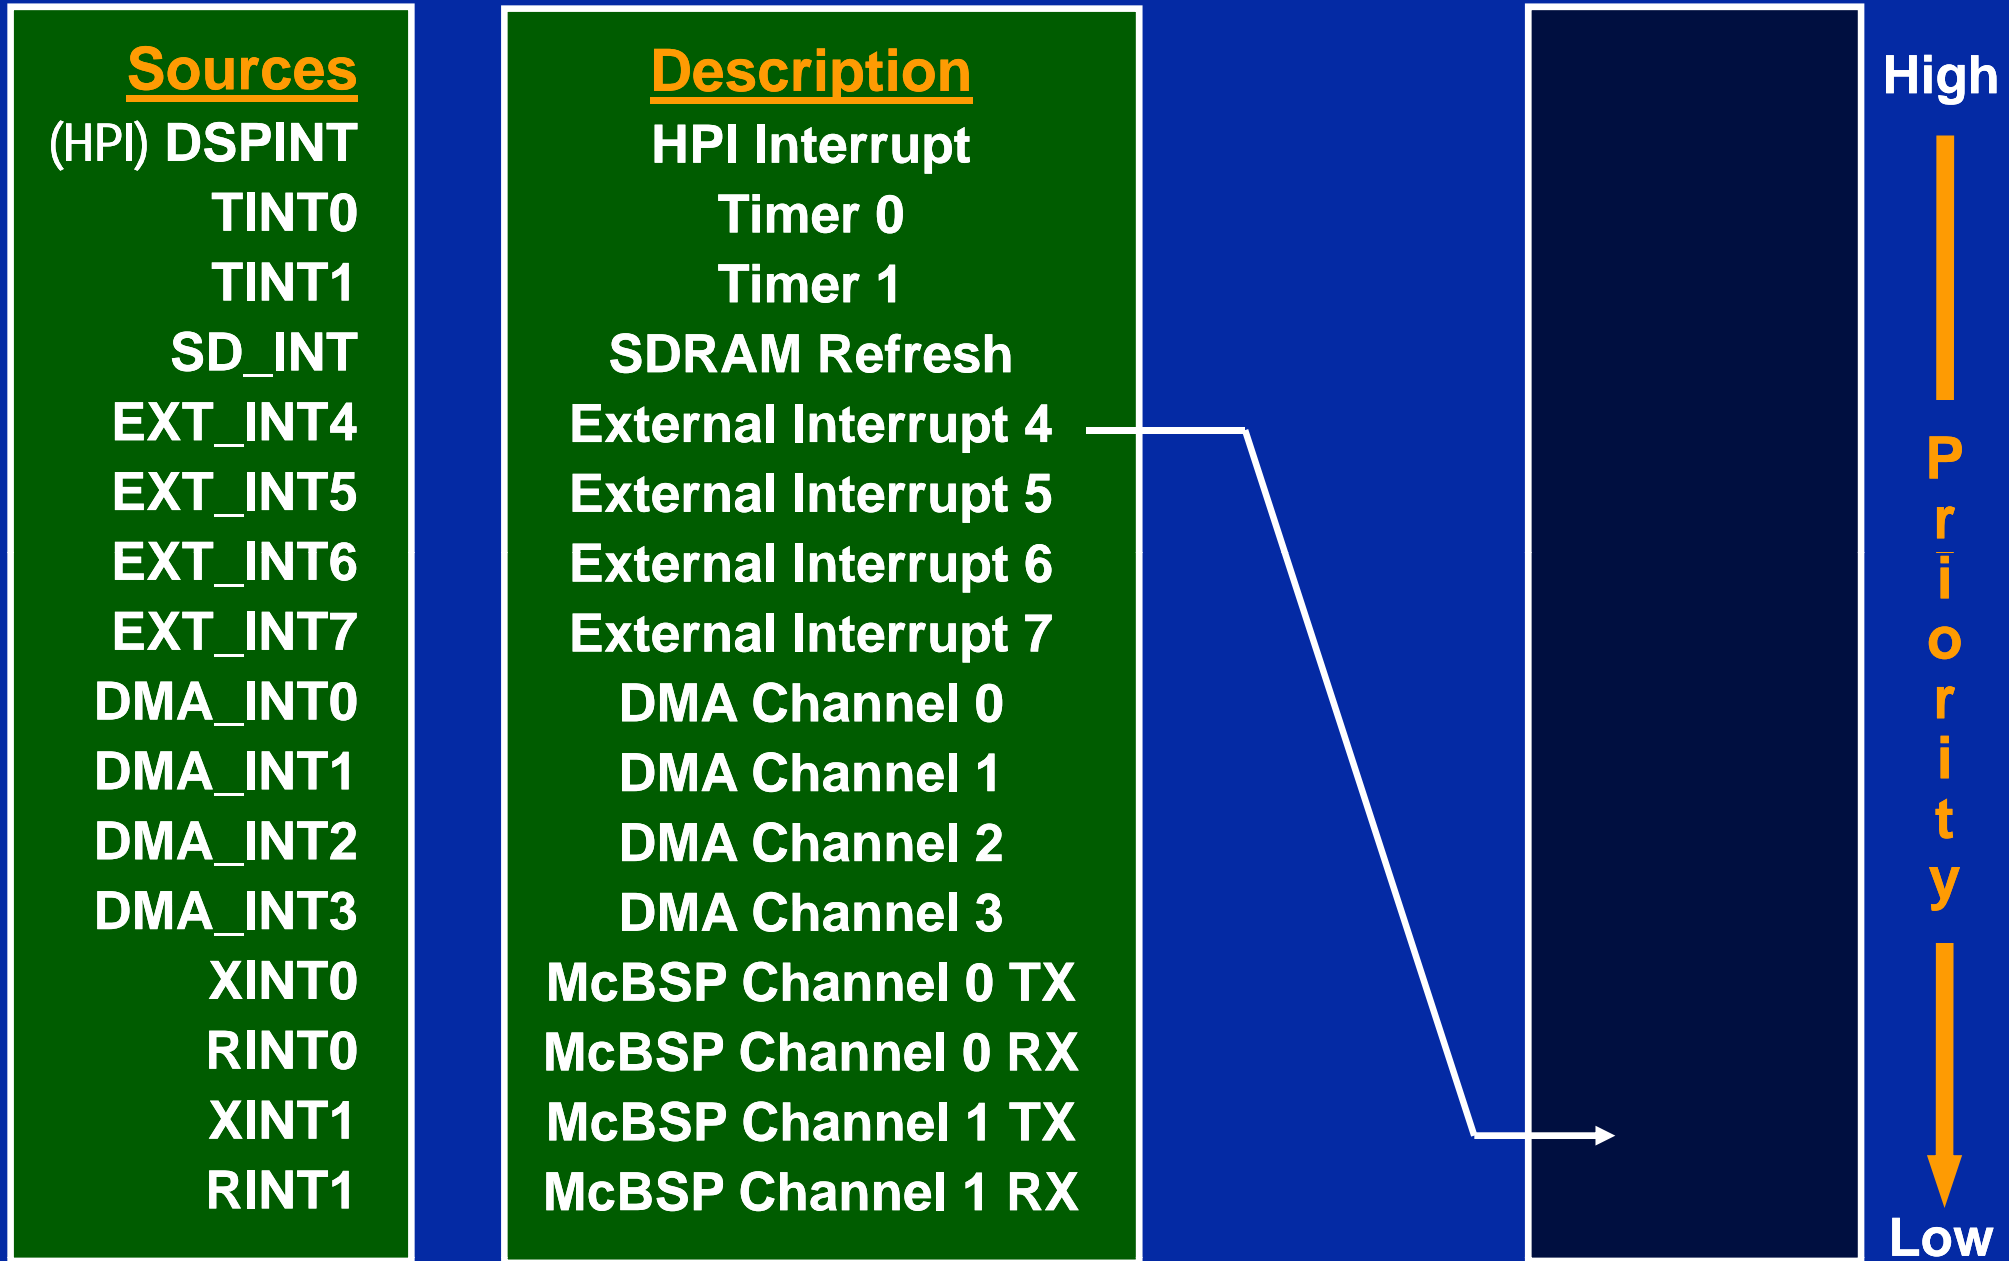 Sources
(HPI) DSPINT
TINT0
TINT1
SD_INT
EXT_INT4
EXT_INT5
EXT_INT6
EXT_INT7
DMA_INT0
DMA_INT1
DMA_INT2
DMA_INT3
XINT0
RINT0
XINT1
RINT1
Description
HPI Interrupt
Timer 0
Timer 1
SDRAM Refresh
External Interrupt 4
External Interrupt 5
External Interrupt 6
External Interrupt 7
DMA Channel 0
DMA Channel 1
DMA Channel 2
DMA Channel 3
McBSP Channel 0 TX
McBSP Channel 0 RX
McBSP Channel 1 TX
McBSP Channel 1 RX
High
Priority
Low